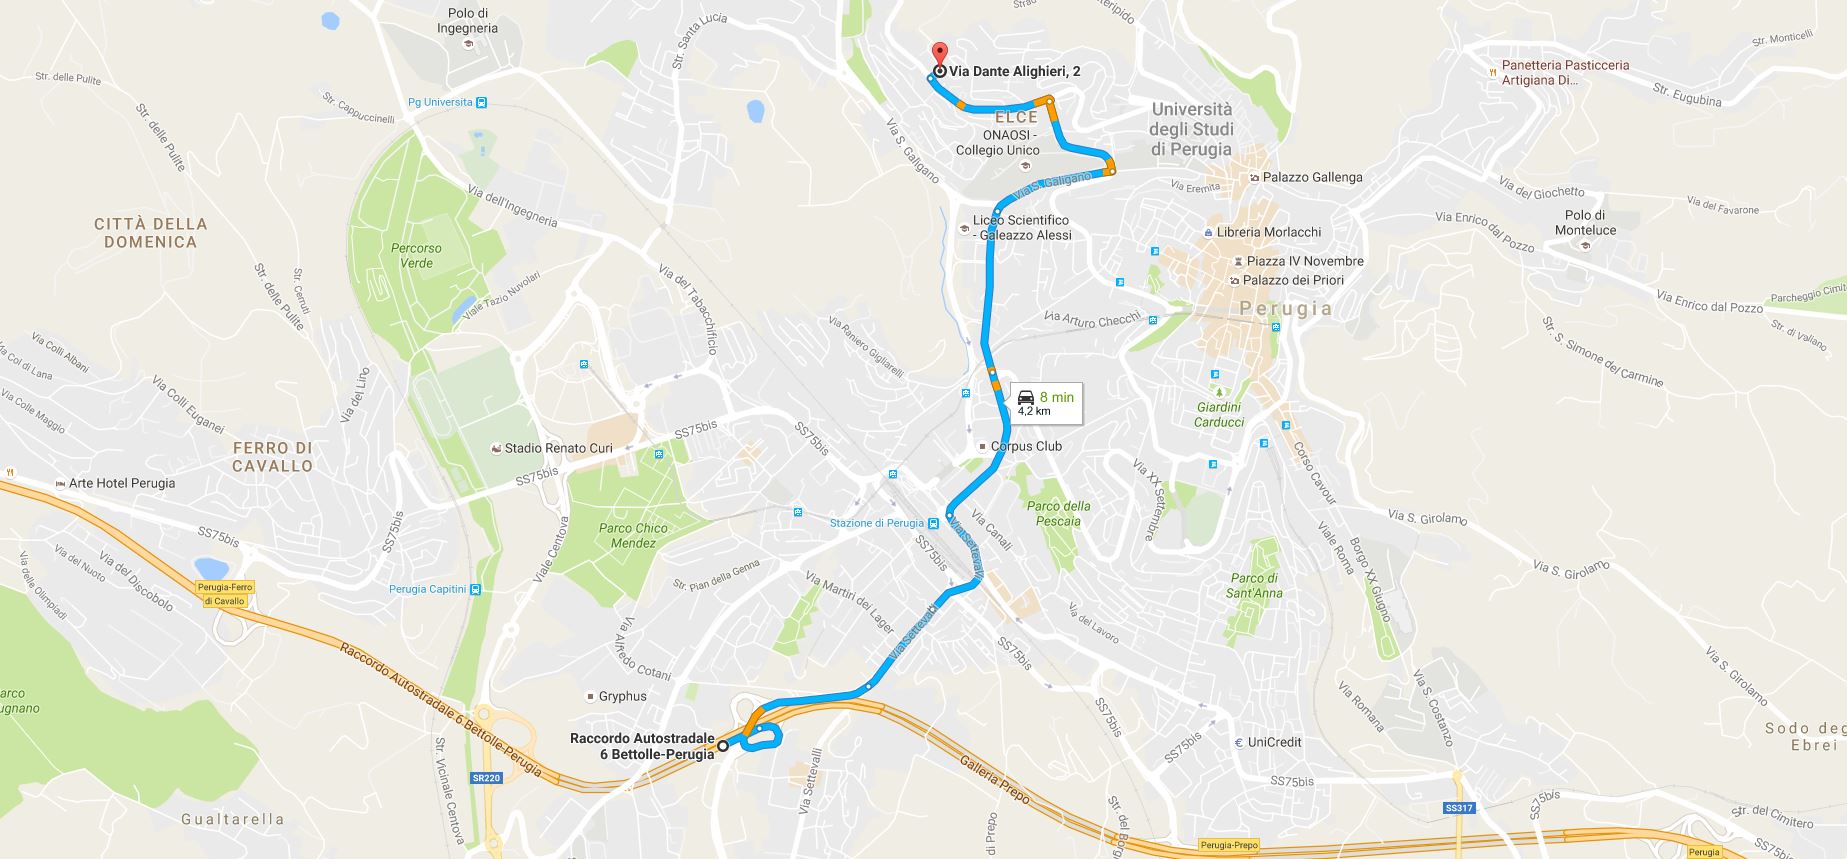 Polo di
Ingegneria
Str. Santa Lucia
Str. Monticelli
Via Dante Alighieri, 2
Panetteria Pasticceria
Artigiana Di...
Str. delle Pulite
Str. Eugubina
Pg Universita
Str. Cappuccinelli
Str. delle Pulite
Via S. Galigano
ELCE
ONAOSI -
Collegio Unico
Università
degli Studi
di Perugia
Via S. Galigano
Via Eremita
Palazzo Gallenga
Via del Giochetto
Via del Favarone
Via dell'Ingegneria
CITTÀ DELLA
DOMENICA
Percorso
Verde
Liceo Scientifico
- Galeazzo Alessi
Libreria Morlacchi
Via Enrico dal Pozzo
Polo di
Monteluce
Piazza IV Novembre
Palazzo dei Priori
Str. delle Pulite
Str. Cerruti
Viale Tazio Nuvolari
Via del Tabacchificio
Perugia
Via Enrico dal Pozzo
Parcheggio Cimit
Via Arturo Checchi
Via Raniero Gigliarelli
Str. S. Simone del Carmine
Str. di Valiano
Via Colli Albani
Via Col di Lana
Via Colli Euganei
Via del Lino
Via Colle Maggio
8 min
4,2 km
Giardini
Carducci
FERRO DI
CAVALLO
Stadio Renato Curi
SS75bis
SS75bis
SS75bis
Corpus Club
Corso Cavour
Via XX Settembre
Arte Hotel Perugia
Parco della
Pescaia
Via S. Girolamo
Stazione di Perugia
Via Settevalli
Via Canali
SS75bis
SS75bis
SS75bis
Parco Chico
Mendez
Viale Roma
Borgo XX Giugno
Via S. Girolamo
Via del Nuoto
Via del Discobolo
Via delle Olimpiadi
Viale Centova
Str. Pian della Genna
Perugia-Ferro
di Cavallo
Perugia Capitini
Via Martiri del Lager
Parco di
Sant'Anna
Via Settevalli
Via del Lavoro
Via Alfredo Cotani
SS75bis
Raccordo Autostradale 6 Bettolle-Perugia
Via S. Girolamo
Via Romana
Via S. Costanzo
arco
ugnano
Gryphus
SS75bis
Raccordo Autostradale
6 Bettolle-Perugia
UniCredit
SS75bis
Sodo deg
Ebrei
Str. Vicinale Centova
SR220
Via Settevalli
Galleria Prepo
SS75bis
SS317
SS75bis
Str. del Cimitero
Gualtarella
di Prepo
Str. del Borgo
Perugia-Prepo
Perugia